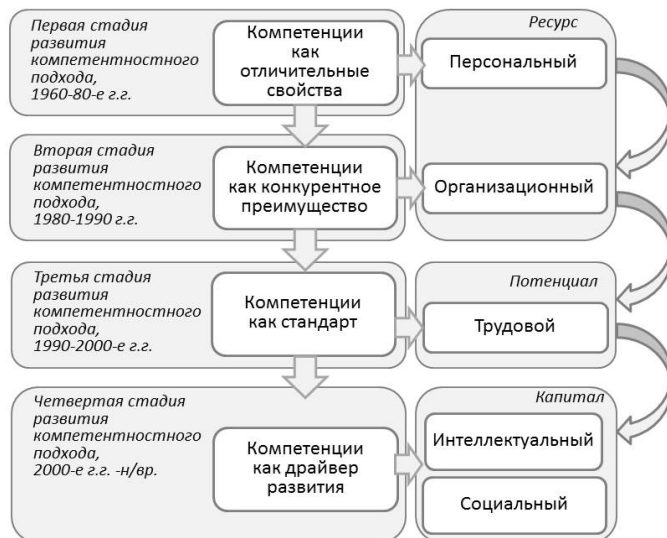 Первая стадия
развития
компетентностного
подхода,
1960-80-е г.г.
Компетенции
как
отличительные
свойства
Ресурс
Персональный
Вторая стадия
развития
компетентностного
подхода,
1980-1990 г.г.
Компетенции
как конкурентное
преимущество
Организационный
Третья стадия
развития
компетентностного
подхода,
1990-2000-е г.г.
Компетенции
как стандарт
Потенциал
Трудовой
Четвертая стадия
развития
компетентностного
подхода,
2000-е г.г. -н/вр.
Компетенции
как драйвер
развития
Капитал
Интеллектуальный
Социальный